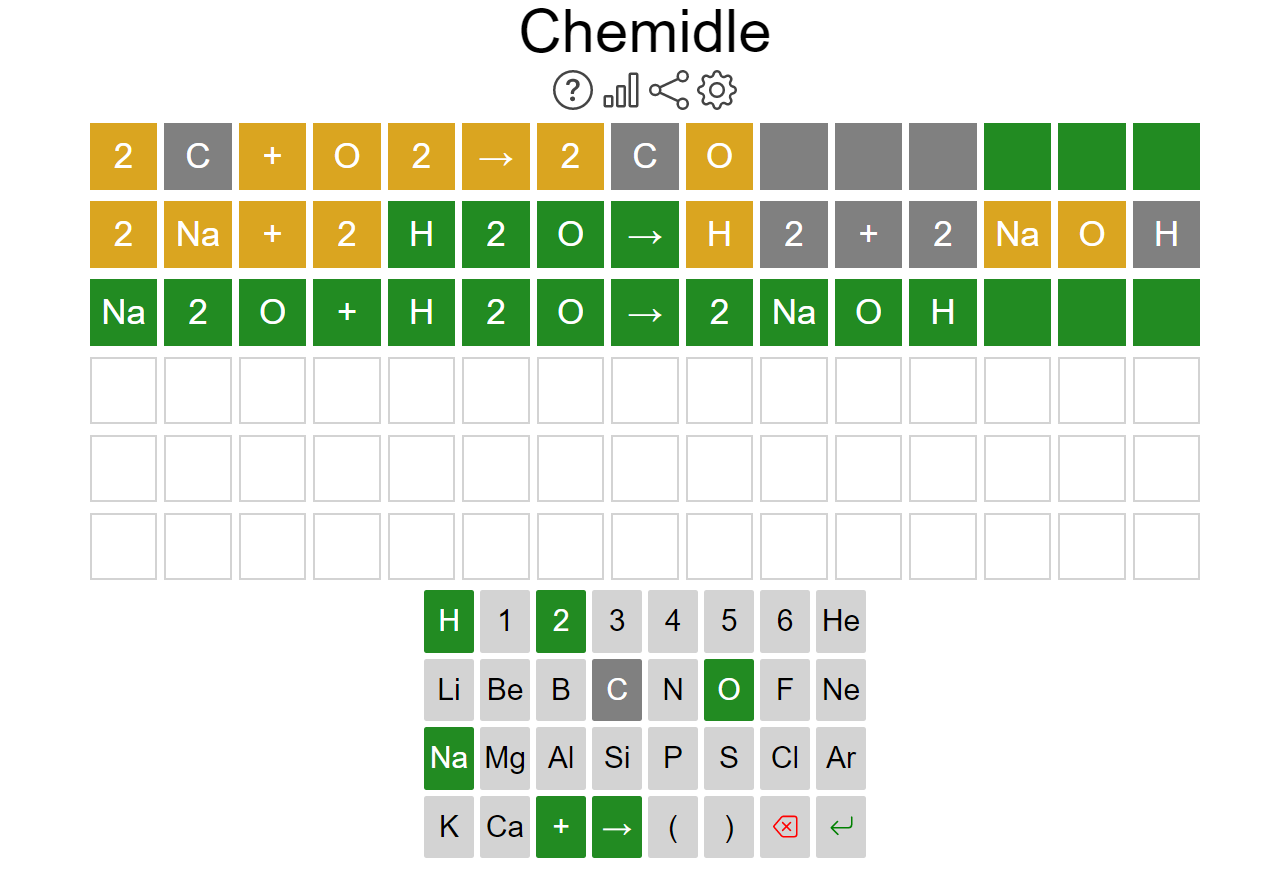 Chemidle
?
2 C + O 2 → 2 C O
2 Na + 2 H 2 O → H 2 + 2 Na O H
Na 2 O + H 2 O → 2 Na O H
H 1 2 3 4 5 6 He
Li Be B C N O F Ne
Na Mg Al Si P S Cl Ar
K Ca + → ( )